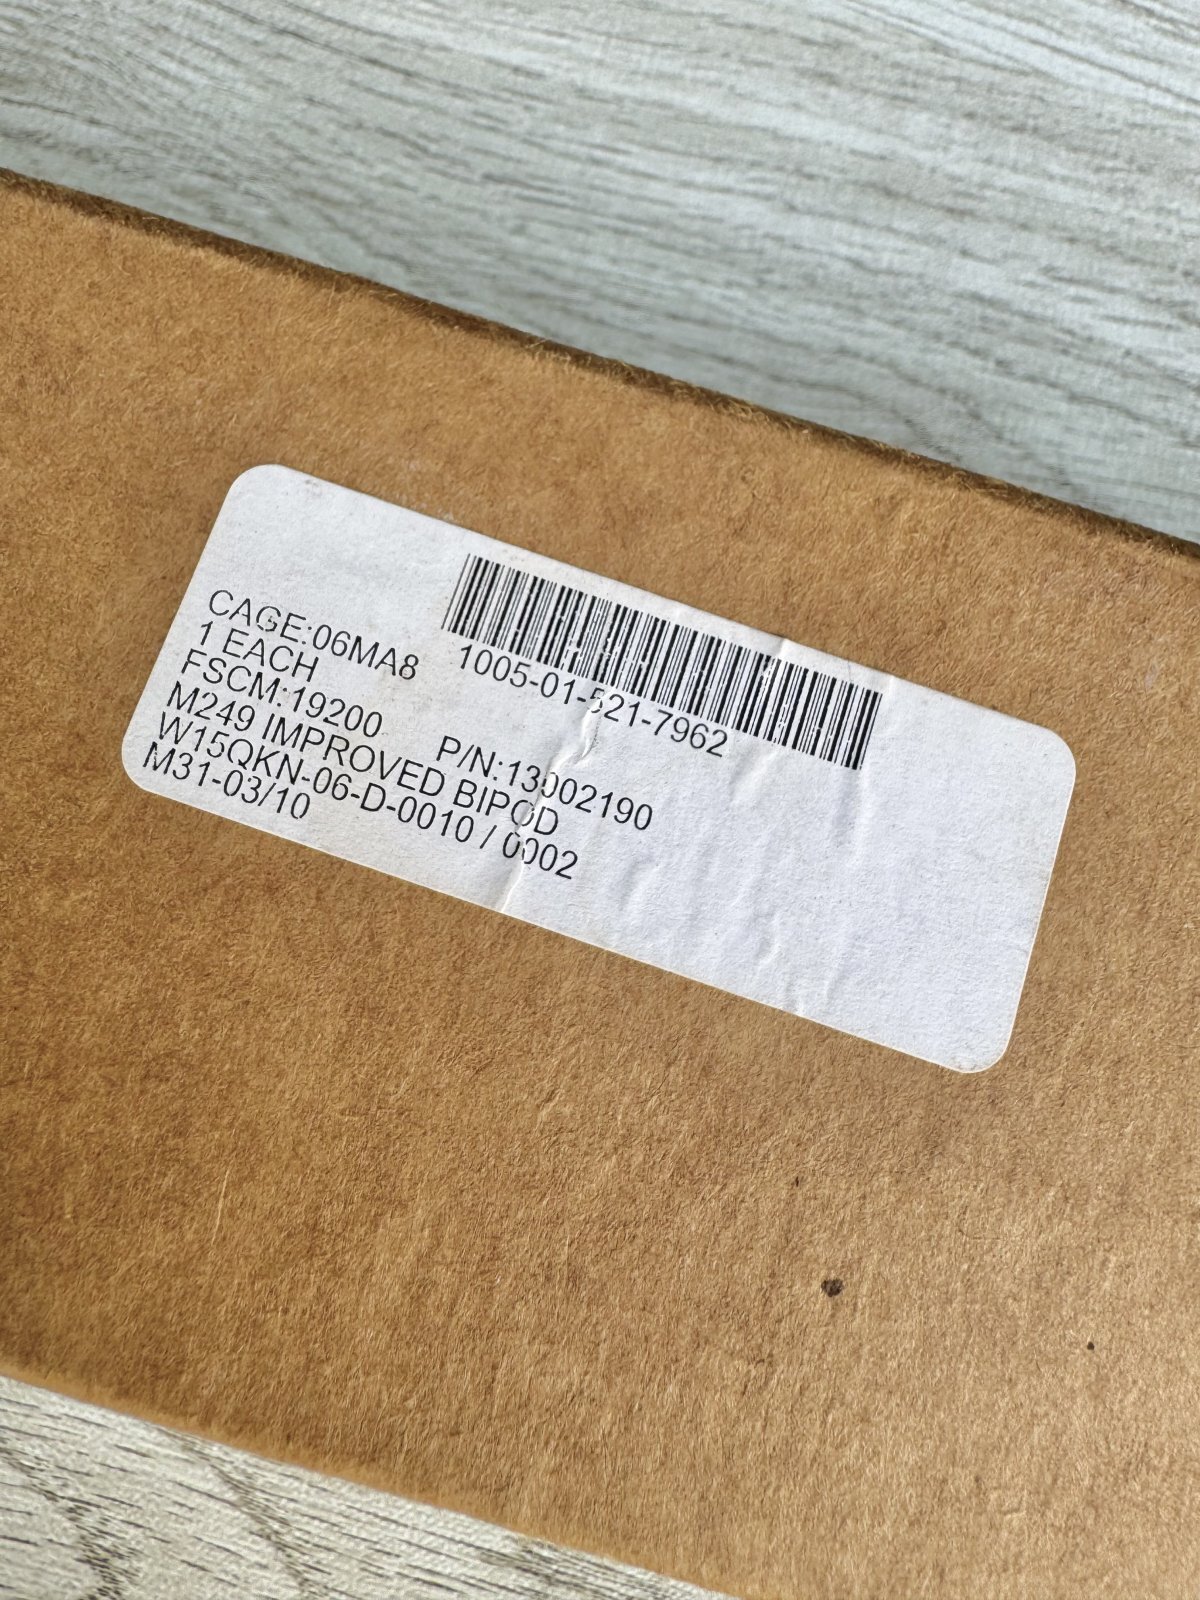 1005-01-521-7962
CAGE:06MA8
1 EACH
FSCM:19200 P/N:13002190
M249 IMPROVED BIPOD
W15QKN-06-D-0010 / 0002
M31-03/10